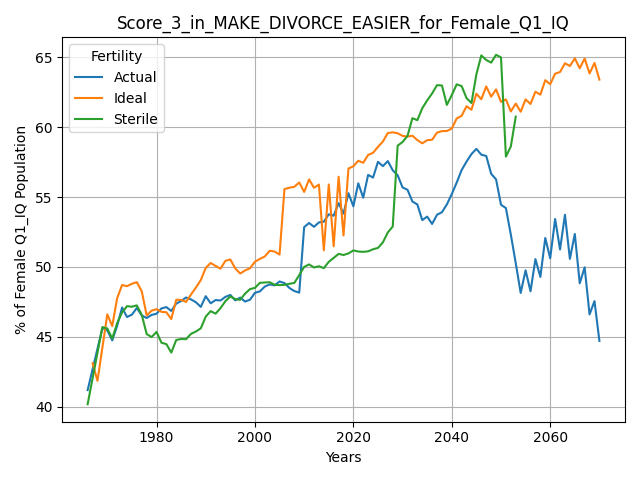 Score_3_in_MAKE_DIVORCE_EASIER_for_Female_Q1_IQ
Fertility
Actual
Ideal
Sterile
% of Female Q1_IQ Population
65
60
55
50
45
40
1980
2000
2020
2040
2060
Years